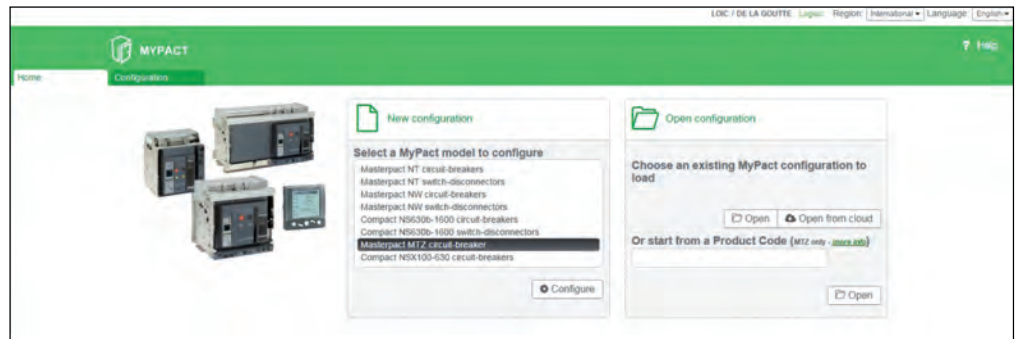 LOIC / DE LA GOUTTE Logout Region: International Language: English
MYPACT
? Help
Home
Configuration
New configuration
Select a MyPact model to configure
Masterpact NT circuit-breakers
Masterpact NT switch-disconnectors
Masterpact NW circuit-breakers
Masterpact NW switch-disconnectors
Compact NS630b-1600 circuit-breakers
Compact NS630b-1600 switch-disconnectors
Masterpact MTZ circuit-breaker
Compact NSX100-630 circuit-breakers
Configure
Open configuration
Choose an existing MyPact configuration to
load
Open Open from cloud
Or start from a Product Code (MTZ only - more info)
Open